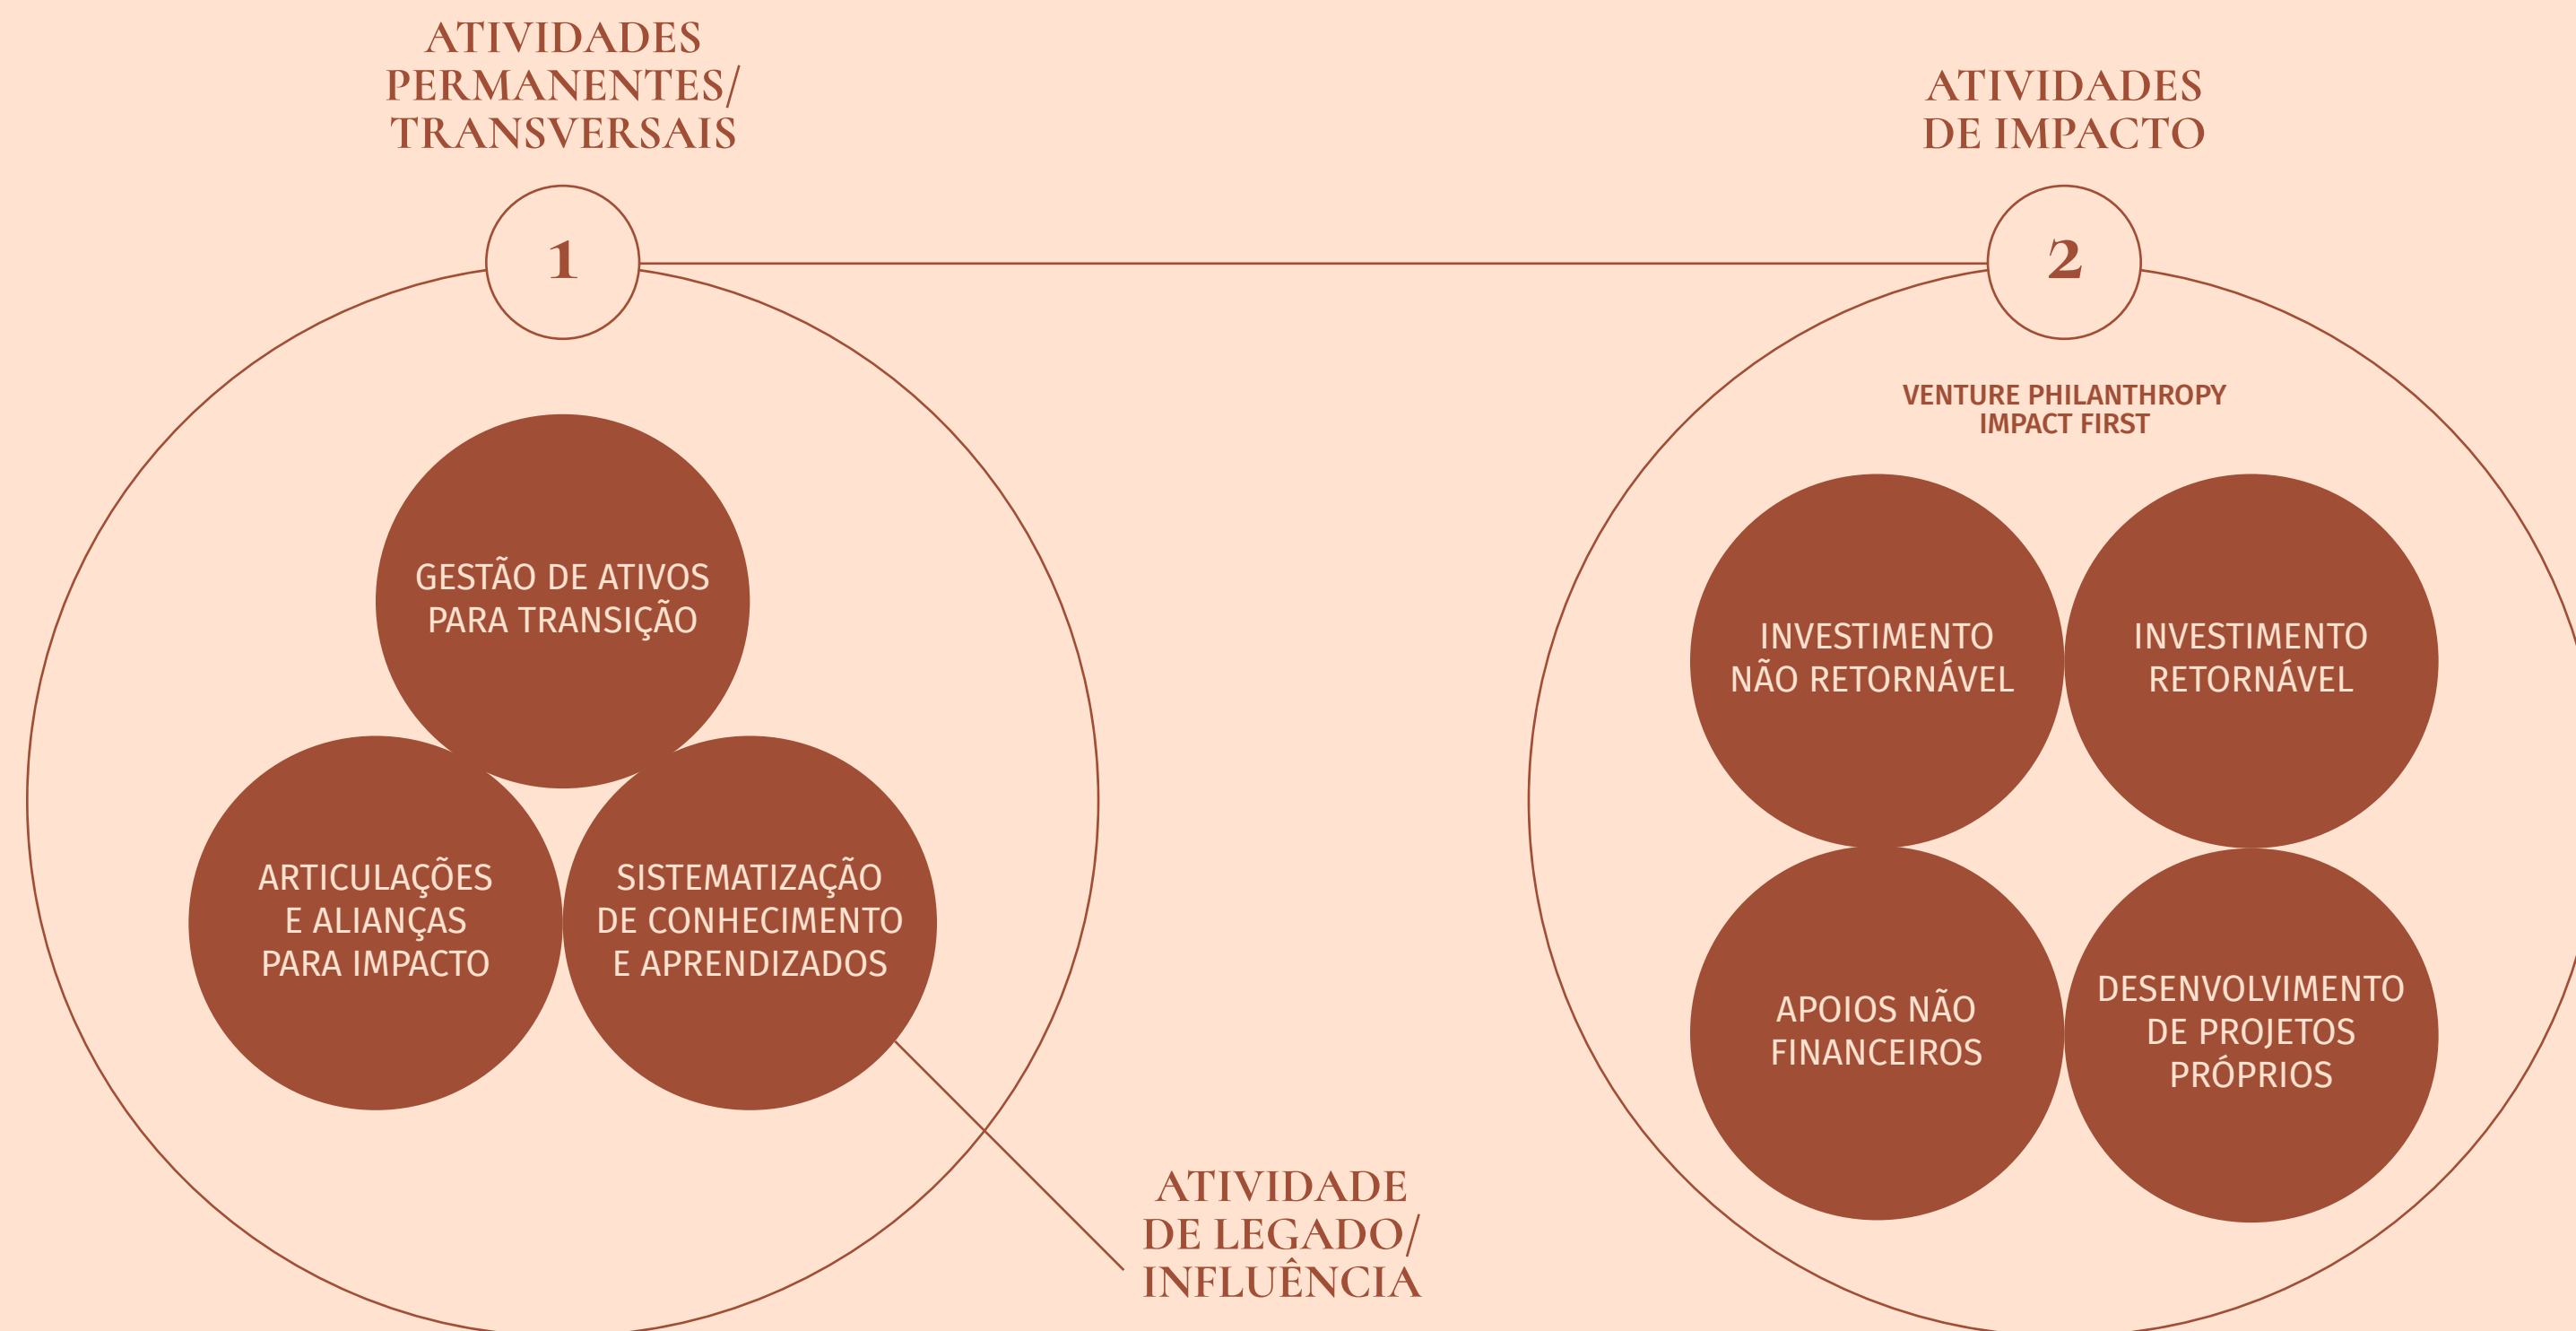 ATIVIDADES
PERMANENTES/
TRANSVERSAIS
1
GESTÃO DE ATIVOS
PARA TRANSIÇÃO
ARTICULAÇÕES
E ALIANÇAS
PARA IMPACTO
SISTEMATIZAÇÃO
DE CONHECIMENTO
E APRENDIZADOS
ATIVIDADE
DE LEGADO/
INFLUÊNCIA
ATIVIDADES
DE IMPACTO
2
VENTURE PHILANTHROPY
IMPACT FIRST
INVESTIMENTO
NÃO RETORNÁVEL
INVESTIMENTO
RETORNÁVEL
APOIOS NÃO
FINANCEIROS
DESENVOLVIMENTO
DE PROJETOS
PRÓPRIOS